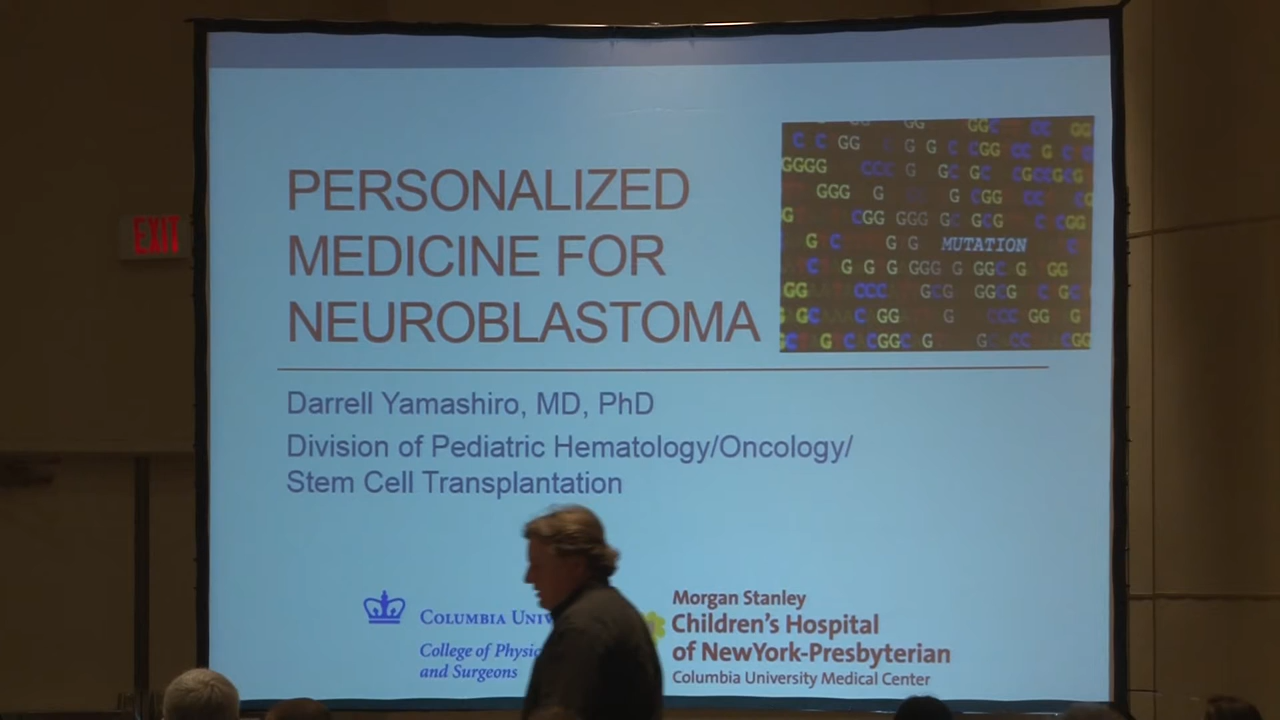 EXIT
PERSONALIZED
MEDICINE FOR
NEUROBLASTOMA
MUTATION
Darrell Yamashiro, MD, PhD
Division of Pediatric Hematology/Oncology/
Stem Cell Transplantation
COLUMBIA
College of
and Surgeons
Morgan Stanley
Children's Hospital
of NewYork-Presbyterian
Columbia University Medical Center